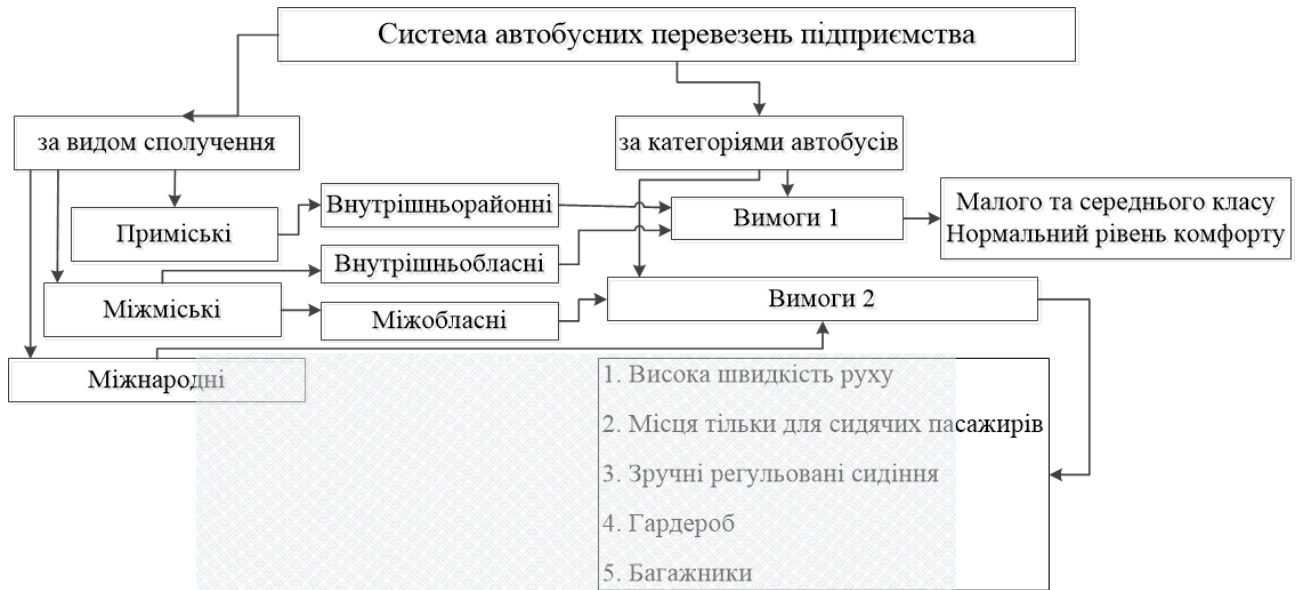 Система автобусних перевезень підприємства
за видом сполучення
за категоріями автобусів
Приміські
Внутрішньорайонні
Вимоги 1
Малого та середнього класу
Нормальний рівень комфорту
Внутрішньобласні
Міжміські
Міжобласні
Вимоги 2
Міжнародні
1. Висока швидкість руху
2. Місця тільки для сидячих пасажирів
3. Зручні регульовані сидіння
4. Гардероб
5. Багажники